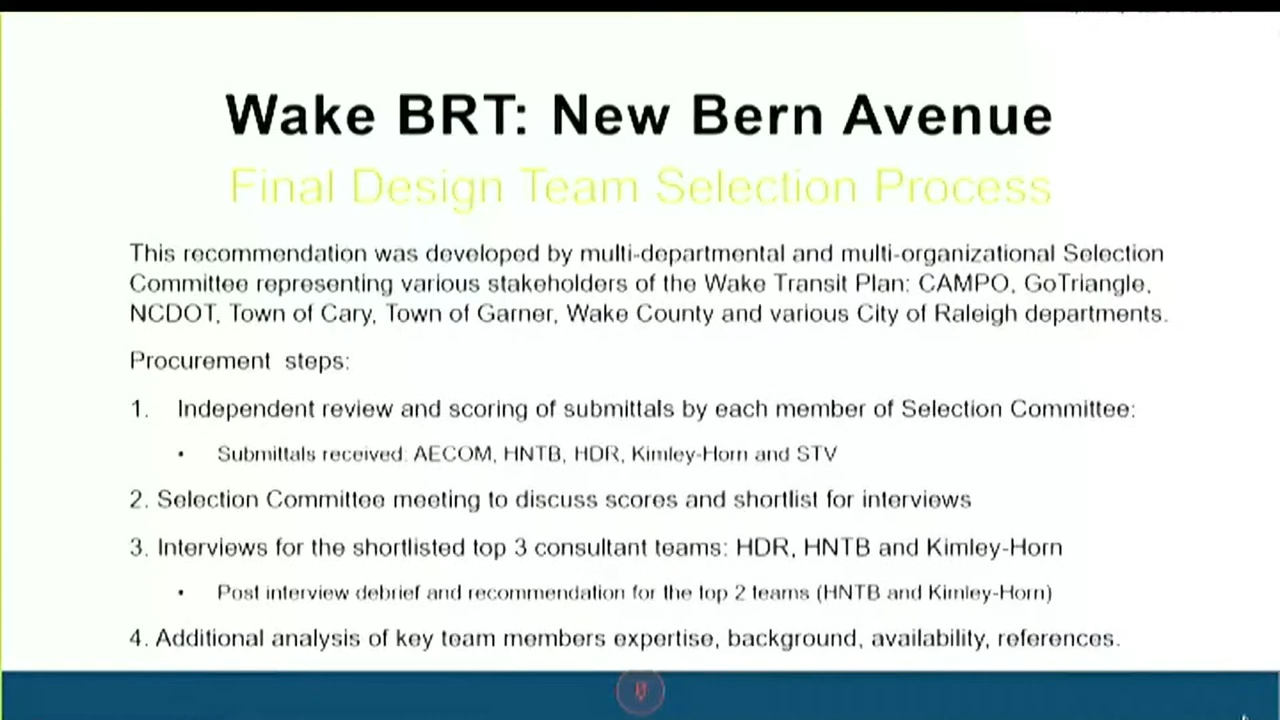 Wake BRT: New Bern Avenue
Final Design Team Selection Process
This recommendation was developed by multi-departmental and multi-organizational Selection
Committee representing various stakeholders of the Wake Transit Plan: CAMPO, GoTriangle,
NCDOT, Town of Cary, Town of Garner, Wake County and various City of Raleigh departments.
Procurement steps:
1. Independent review and scoring of submittals by each member of Selection Committee:
• Submittals received: AECOM, HNTB, HDR, Kimley-Horn and STV
2. Selection Committee meeting to discuss scores and shortlist for interviews
3. Interviews for the shortlisted top 3 consultant teams: HDR, HNTB and Kimley-Horn
• Post interview debrief and recommendation for the top 2 teams (HNTB and Kimley-Horn)
4. Additional analysis of key team members expertise, background, availability, references.